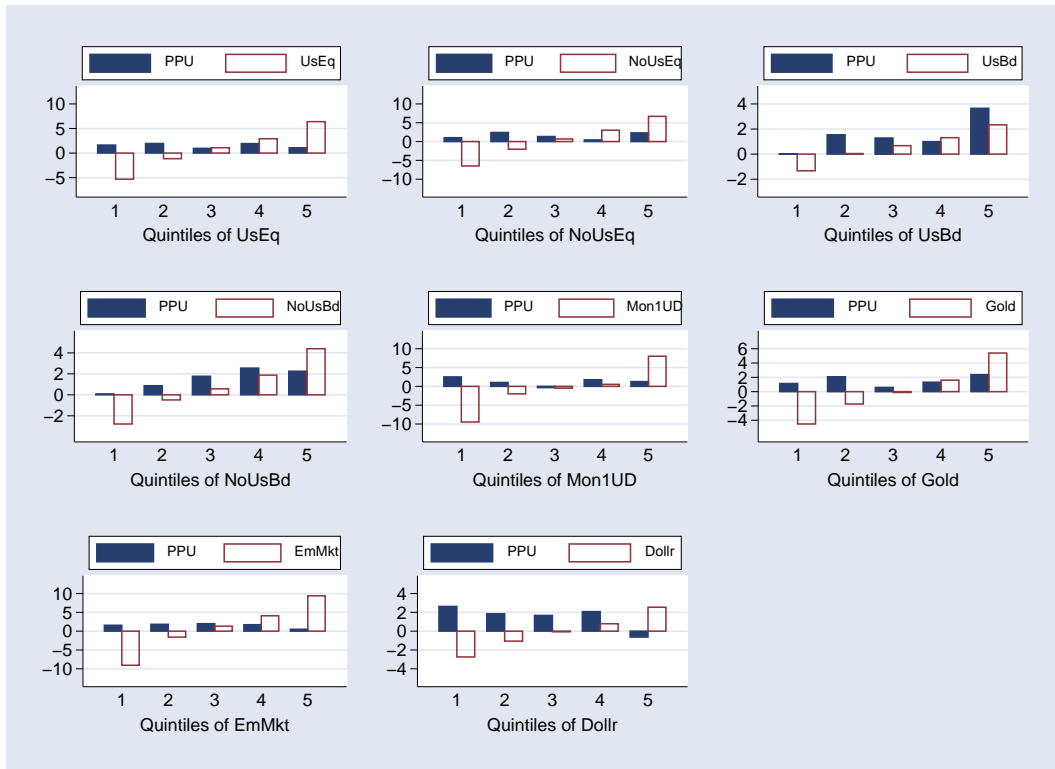 PPU UsEq
10
5
0
−5
1 2 3 4 5
Quintiles of UsEq
PPU NoUsEq
10
5
0
−5
−10
1 2 3 4 5
Quintiles of NoUsEq
PPU UsBd
4
2
0
−2
1 2 3 4 5
Quintiles of UsBd
PPU NoUsBd
4
2
0
−2
1 2 3 4 5
Quintiles of NoUsBd
PPU Mon1UD
10
5
0
−5
−10
1 2 3 4 5
Quintiles of Mon1UD
PPU Gold
6
4
2
0
−2
−4
1 2 3 4 5
Quintiles of Gold
PPU EmMkt
10
5
0
−5
−10
1 2 3 4 5
Quintiles of EmMkt
PPU Dollr
4
2
0
−2
−4
1 2 3 4 5
Quintiles of Dollr